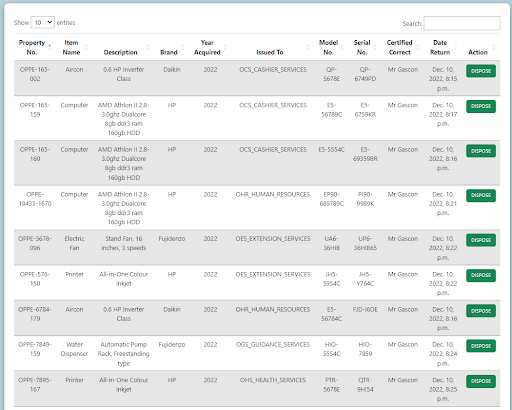 Show 10 entries
Search:
Property No. Item Name Description Brand Year Acquired Issued To Model No. Serial No. Certified Correct Date Return Action
OPPE-165-002 Aircon 0.6 HP Inverter Class Daikin 2022 OCS_CASHIER_SERVICES QP-5678E QP-6749PD Mr Gascon Dec. 10, 2022, 8:15 p.m. DISPOSE
OPPE-165-159 Computer AMD Athlon II 2.8-3.0ghz Dualcore 8gb ddr3 ram 160gb HDD HP 2022 OCS_CASHIER_SERVICES E5-56789C E5-6759KR Mr Gascon Dec. 10, 2022, 8:17 p.m. DISPOSE
OPPE-165-160 Computer AMD Athlon II 2.8-3.0ghz Dualcore 8gb ddr3 ram 160gb HDD HP 2022 OCS_CASHIER_SERVICES E5-5554C E5-69359BR Mr Gascon Dec. 10, 2022, 8:16 p.m. DISPOSE
OPPE-19435-1670 Computer AMD Athlon II 2.8-3.0ghz Dualcore 8gb ddr3 ram 160gb HDD HP 2022 OHR_HUMAN_RESOURCES EP90-689789C PI90-9989K Mr Gascon Dec. 10, 2022, 8:21 p.m. DISPOSE
OPPE-5678-096 Electric Fan Stand Fan, 16 inches, 3 speeds Fujidenzo 2022 OES_EXTENSION_SERVICES UA6-36HIB UP6-36HIB65 Mr Gascon Dec. 10, 2022, 8:22 p.m. DISPOSE
OPPE-576-150 Printer All-in-One Colour Inkjet HP 2022 OES_EXTENSION_SERVICES JH5-5954C JH5-Y764C Mr Gascon Dec. 10, 2022, 8:22 p.m. DISPOSE
OPPE-6784-179 Aircon 0.6 HP Inverter Class Daikin 2022 OHR_HUMAN_RESOURCES E5-56784C FJD-I6DE Mr Gascon Dec. 10, 2022, 8:16 p.m. DISPOSE
OPPE-7849-159 Water Dispenser Automatic Pump Rack, Freestanding type Fujidenzo 2022 OGS_GUIDANCE_SERVICES HIO-5554C HIO-7859 Mr Gascon Dec. 10, 2022, 8:24 p.m. DISPOSE
OPPE-7895-167 Printer All-in-One Colour Inkjet HP 2022 OHS_HEALTH_SERVICES PTR-5678E QTR-9HI54 Mr Gascon Dec. 10, 2022, 8:25 p.m. DISPOSE